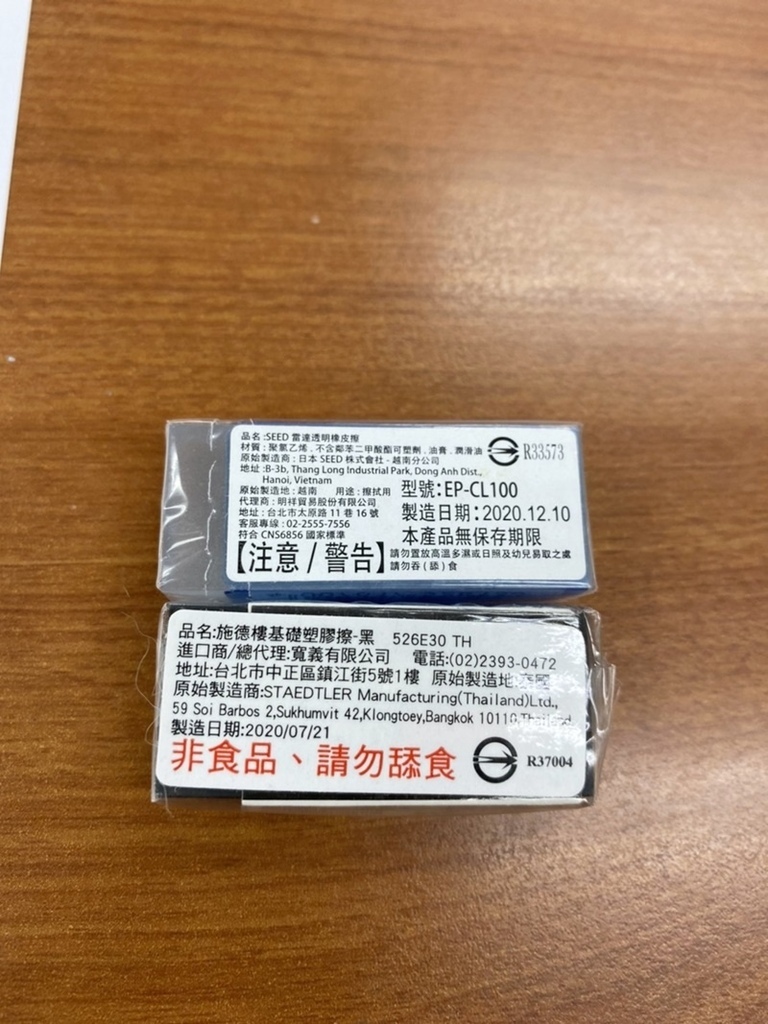 品名:SEED 雷達透明橡皮擦
材質:聚氯乙烯.不含鄰苯二甲酸酯可塑劑.油膏.潤滑油
R33573
原始製造商:日本 SEED 株式會社-越南分公司
地址:B-3b, Thang Long Industrial Park, Dong Anh Dist.,
Hanoi, Vietnam
原始製造地:越南 用途:擦拭用
代理商:明祥貿易股份有限公司
地址:台北市太原路 11 巷 16 號
客服專線:02-2555-7556
符合 CNS6856 國家標準
型號:EP-CL100
製造日期:2020.12.10
本產品無保存期限
【注意/警告】
請勿置放高溫多濕或日照及幼兒易取之處
請勿吞(舔)食
品名:施德樓基礎塑膠擦-黑 526E30 TH
進口商/總代理:寬義有限公司 電話:(02)2393-0472
地址:台北市中正區鎮江街5號1樓 原始製造地:泰國
原始製造商:STAEDTLER Manufacturing(Thailand)Ltd.,
59 Soi Barbos 2,Sukhumvit 42,Klongtoey,Bangkok 10110,Thailand
製造日期:2020/07/21
非食品、請勿舔食
R37004